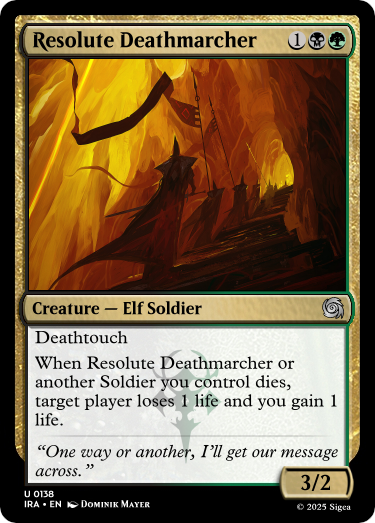 Resolute Deathmarcher 1
Creature — Elf Soldier
Deathtouch
When Resolute Deathmarcher or
another Soldier you control dies,
target player loses 1 life and you gain 1
life.
“One way or another, I’ll get our message
across.”
3/2
U 0138
IRA • EN Dominik Mayer
© 2025 Sigea